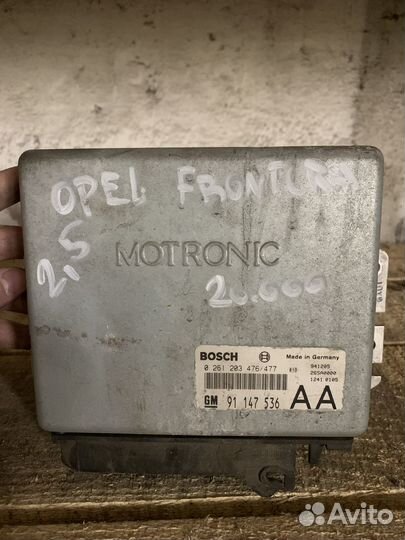 OPEL FRONTERA
2,5
MOTRONIC
20.000
BOSCH Made in Germany
0 261 203 476/477
941205
265A0000
1241 0105
GM 91 147 536 AA
Avito